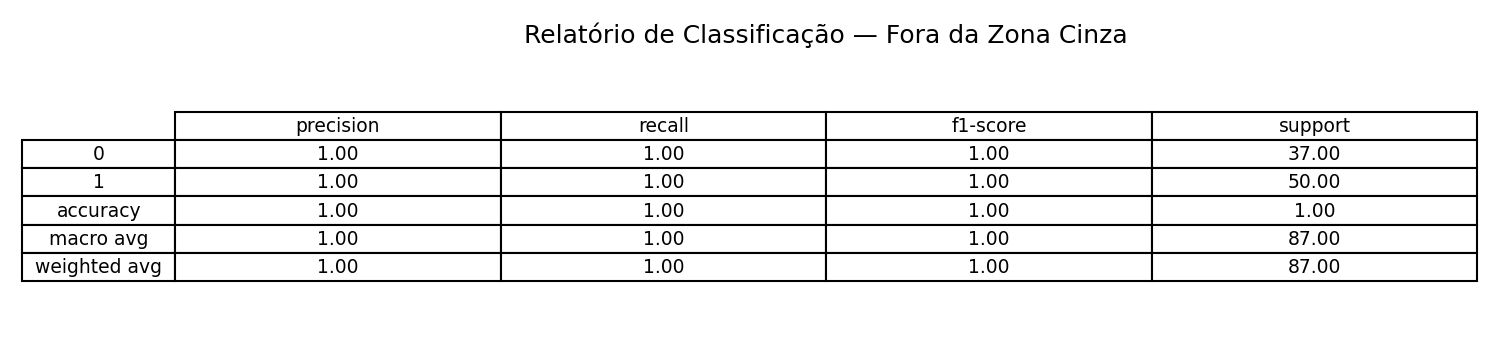 Relatório de Classificação — Fora da Zona Cinza
precision recall f1-score support
0 1.00 1.00 1.00 37.00
1 1.00 1.00 1.00 50.00
accuracy 1.00 1.00 1.00 1.00
macro avg 1.00 1.00 1.00 87.00
weighted avg 1.00 1.00 1.00 87.00